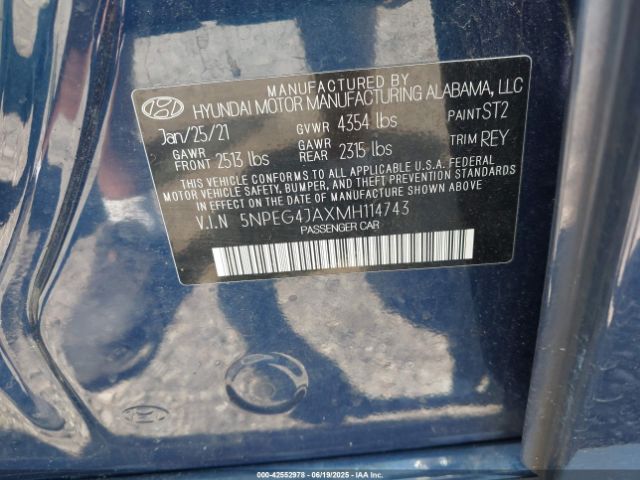 MANUFACTURED BY
HYUNDAI MOTOR MANUFACTURING ALABAMA, LLC
Jan/25/21 GVWR 4354 lbs PAINT ST2
GAWR FRONT 2513 lbs GAWR REAR 2315 lbs TRIM REY
THIS VEHICLE CONFORMS TO ALL APPLICABLE U.S.A. FEDERAL
MOTOR VEHICLE SAFETY, BUMPER, AND THEFT PREVENTION STANDARDS
IN EFFECT ON THE DATE OF MANUFACTURE SHOWN ABOVE.
V.I.N 5NPEG4JAXMH114743
PASSENGER CAR
000-42552978 - 06/19/2025 - IAAI.COM